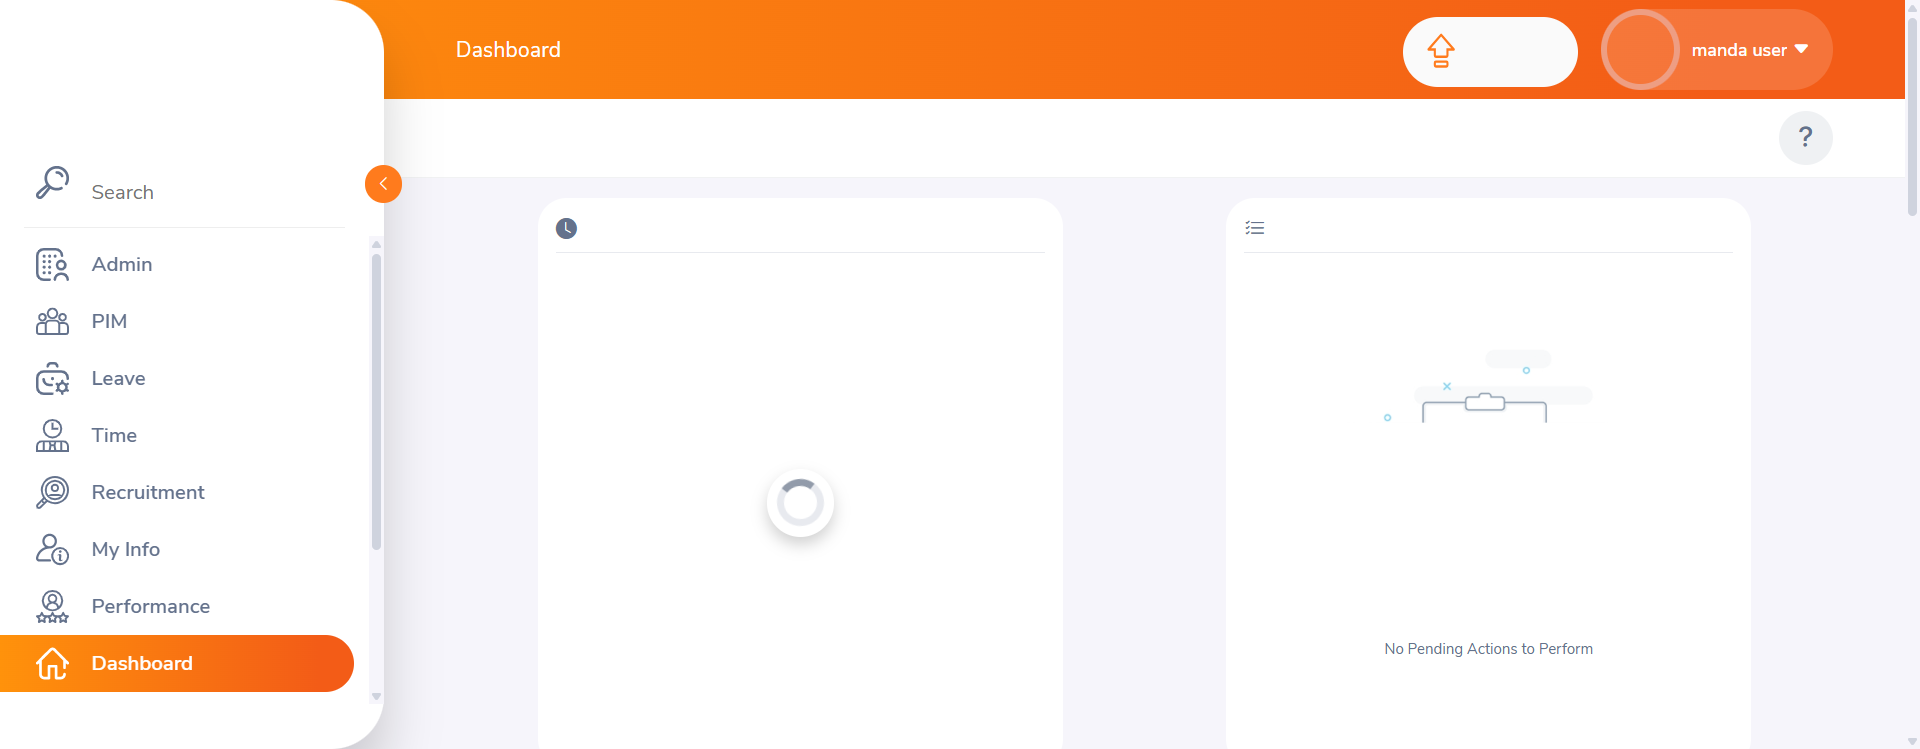 Dashboard
manda user
?
Search
Admin
PIM
Leave
Time
Recruitment
My Info
Performance
Dashboard
No Pending Actions to Perform